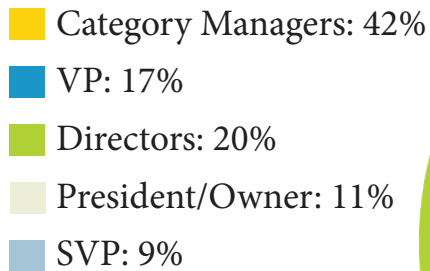 Category Managers: 42%
VP: 17%
Directors: 20%
President/Owner: 11%
SVP: 9%